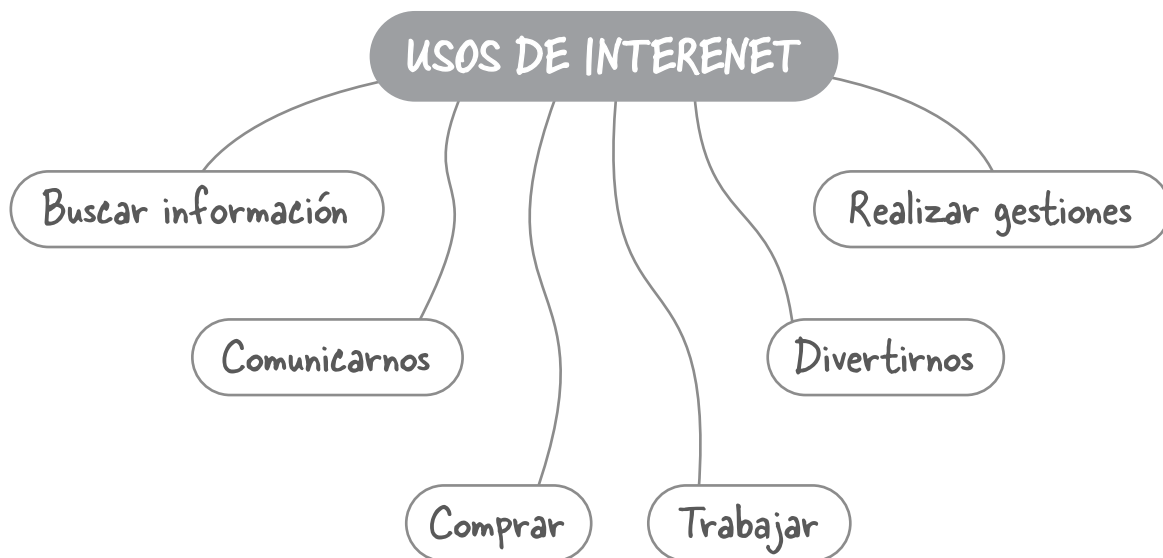 USOS DE INTERENET
Buscar información
Realizar gestiones
Comunicarnos
Divertirnos
Comprar
Trabajar